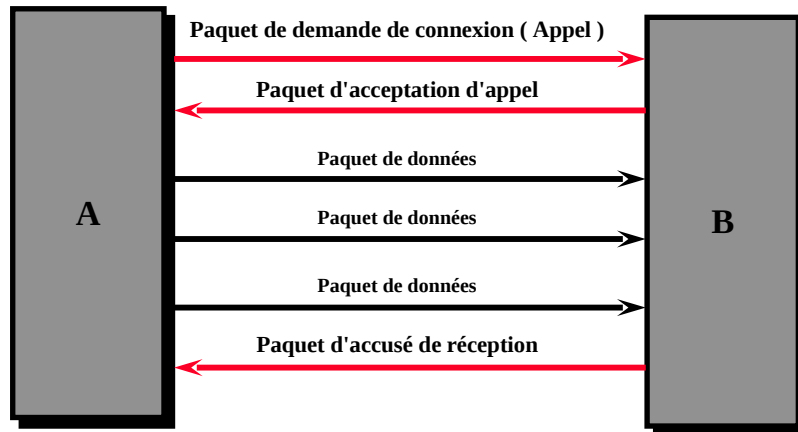 Paquet de demande de connexion ( Appel )
Paquet d'acceptation d'appel
Paquet de données
A
Paquet de données
B
Paquet de données
Paquet d'accusé de réception